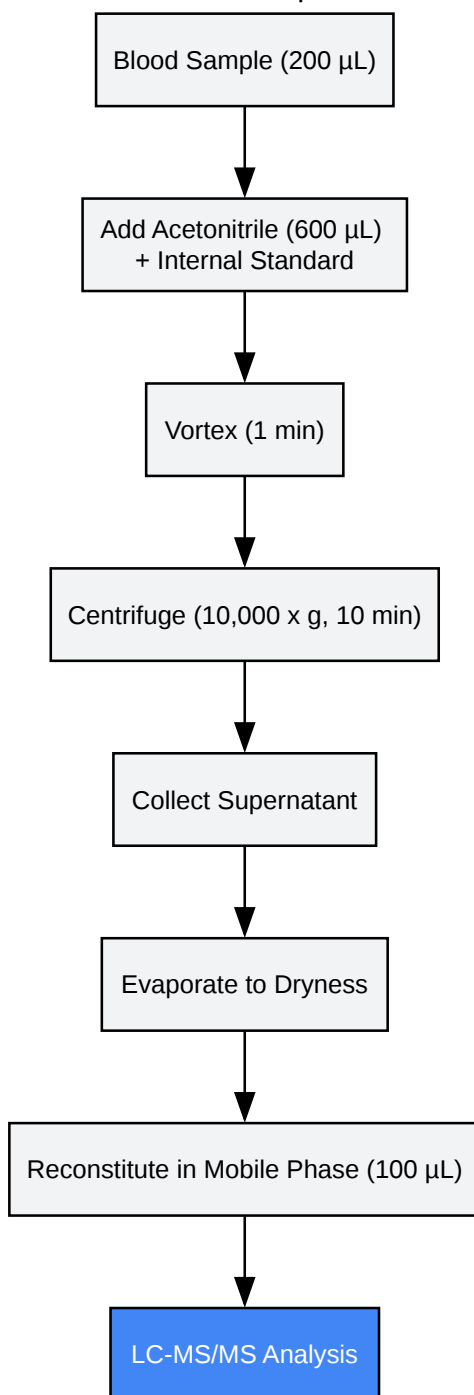 Blood Sample (200 µL)
Add Acetonitrile (600 µL)
+ Internal Standard
Vortex (1 min)
Centrifuge (10,000 x g, 10 min)
Collect Supernatant
Evaporate to Dryness
Reconstitute in Mobile Phase (100 µL)
LC-MS/MS Analysis